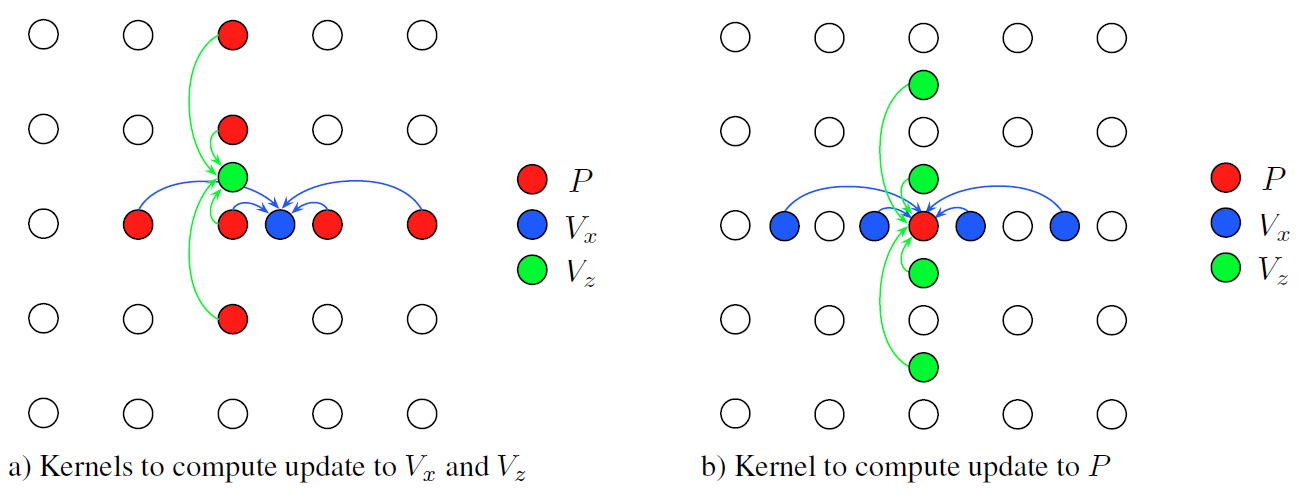 P
V_x
V_z
P
V_x
V_z
a) Kernels to compute update to V_x and V_z
b) Kernel to compute update to P